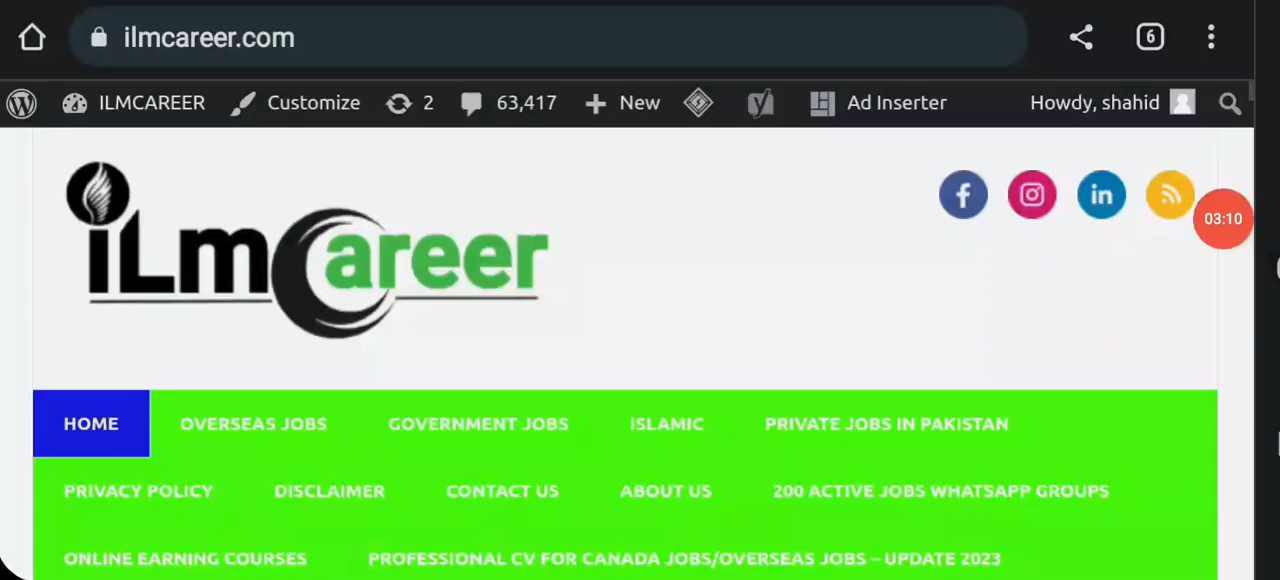 ilmcareer.com 6
ILMCAREER Customize 2 63,417 New Ad Inserter Howdy, shahid
iLmCareer
03:10
HOME OVERSEAS JOBS GOVERNMENT JOBS ISLAMIC PRIVATE JOBS IN PAKISTAN
PRIVACY POLICY DISCLAIMER CONTACT US ABOUT US 200 ACTIVE JOBS WHATSAPP GROUPS
ONLINE EARNING COURSES PROFESSIONAL CV FOR CANADA JOBS/OVERSEAS JOBS – UPDATE 2023